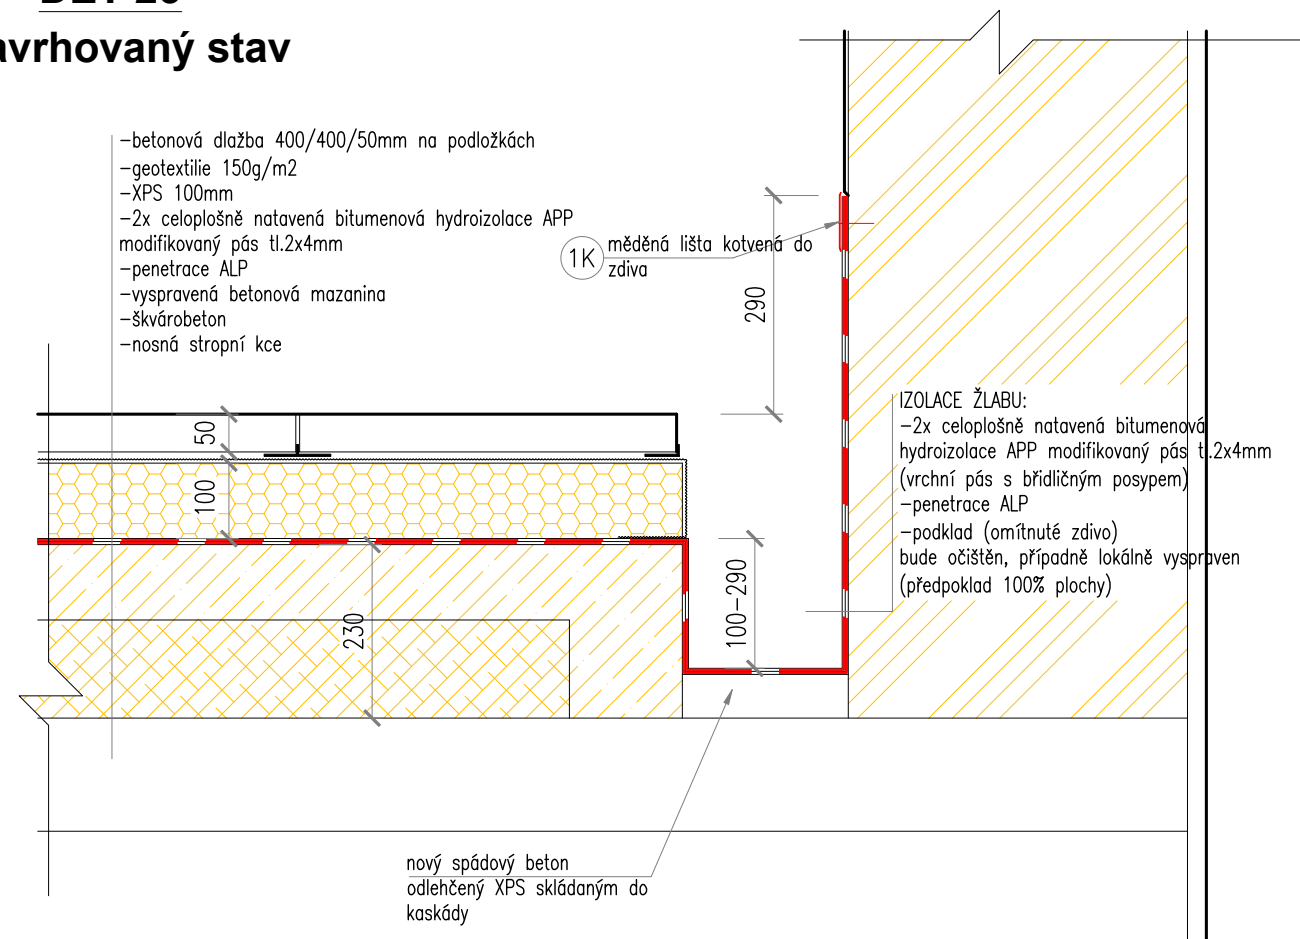 avrhovaný stav
-betonová dlažba 400/400/50mm na podložkách
-geotextilie 150g/m2
-XPS 100mm
-2x celoplošně natavená bitumenová hydroizolace APP
modifikovaný pás tl.2x4mm
-penetrace ALP
-vyspravená betonová mazanina
-škvárobeton
-nosná stropní kce
1K
měděná lišta kotvená do
zdiva
290
50
100
230
100-290
IZOLACE ŽLABU:
-2x celoplošně natavená bitumenová
hydroizolace APP modifikovaný pás tl.2x4mm
(vrchní pás s břidličným posypem)
-penetrace ALP
-podklad (omítnuté zdivo)
bude očištěn, případně lokálně vyspraven
(předpoklad 100% plochy)
nový spádový beton
odlehčený XPS skládaným do
kaskády